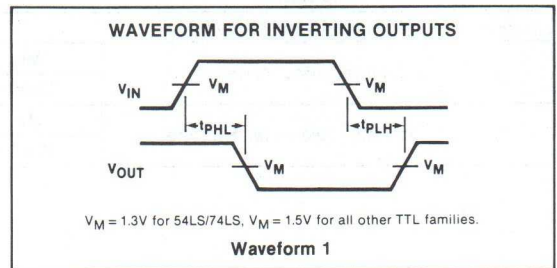 WAVEFORM FOR INVERTING OUTPUTS
VIN
VM
VM
tPHL
tPLH
VOUT
VM
VM
VM = 1.3V for 54LS/74LS, VM = 1.5V for all other TTL families.
Waveform 1